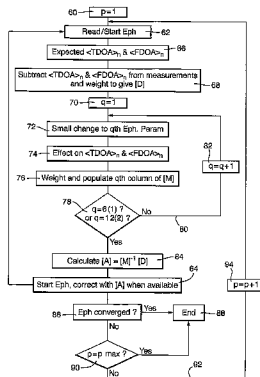 60
p=1
Read/Start Eph
62
Expected <TDOA>n & <FDOA>n
66
Subtract <TDOA>n & <FDOA>n from measurements
and weight to give [D]
68
70
q=1
72
Small change to qth Eph. Param
82
74
Effect on <TDOA>n & <FDOA>n
q=q+1
76
Weight and populate qth column of [M]
78
q=6(1) ?
or q=12(2) ?
No
80
Yes
Calculate [A] = [M]⁻¹ [D]
84
94
Start Eph, correct with [A] when available
64
p=p+1
86
Eph converged ?
Yes
End
88
No
p=p max ?
Yes
90
No
92